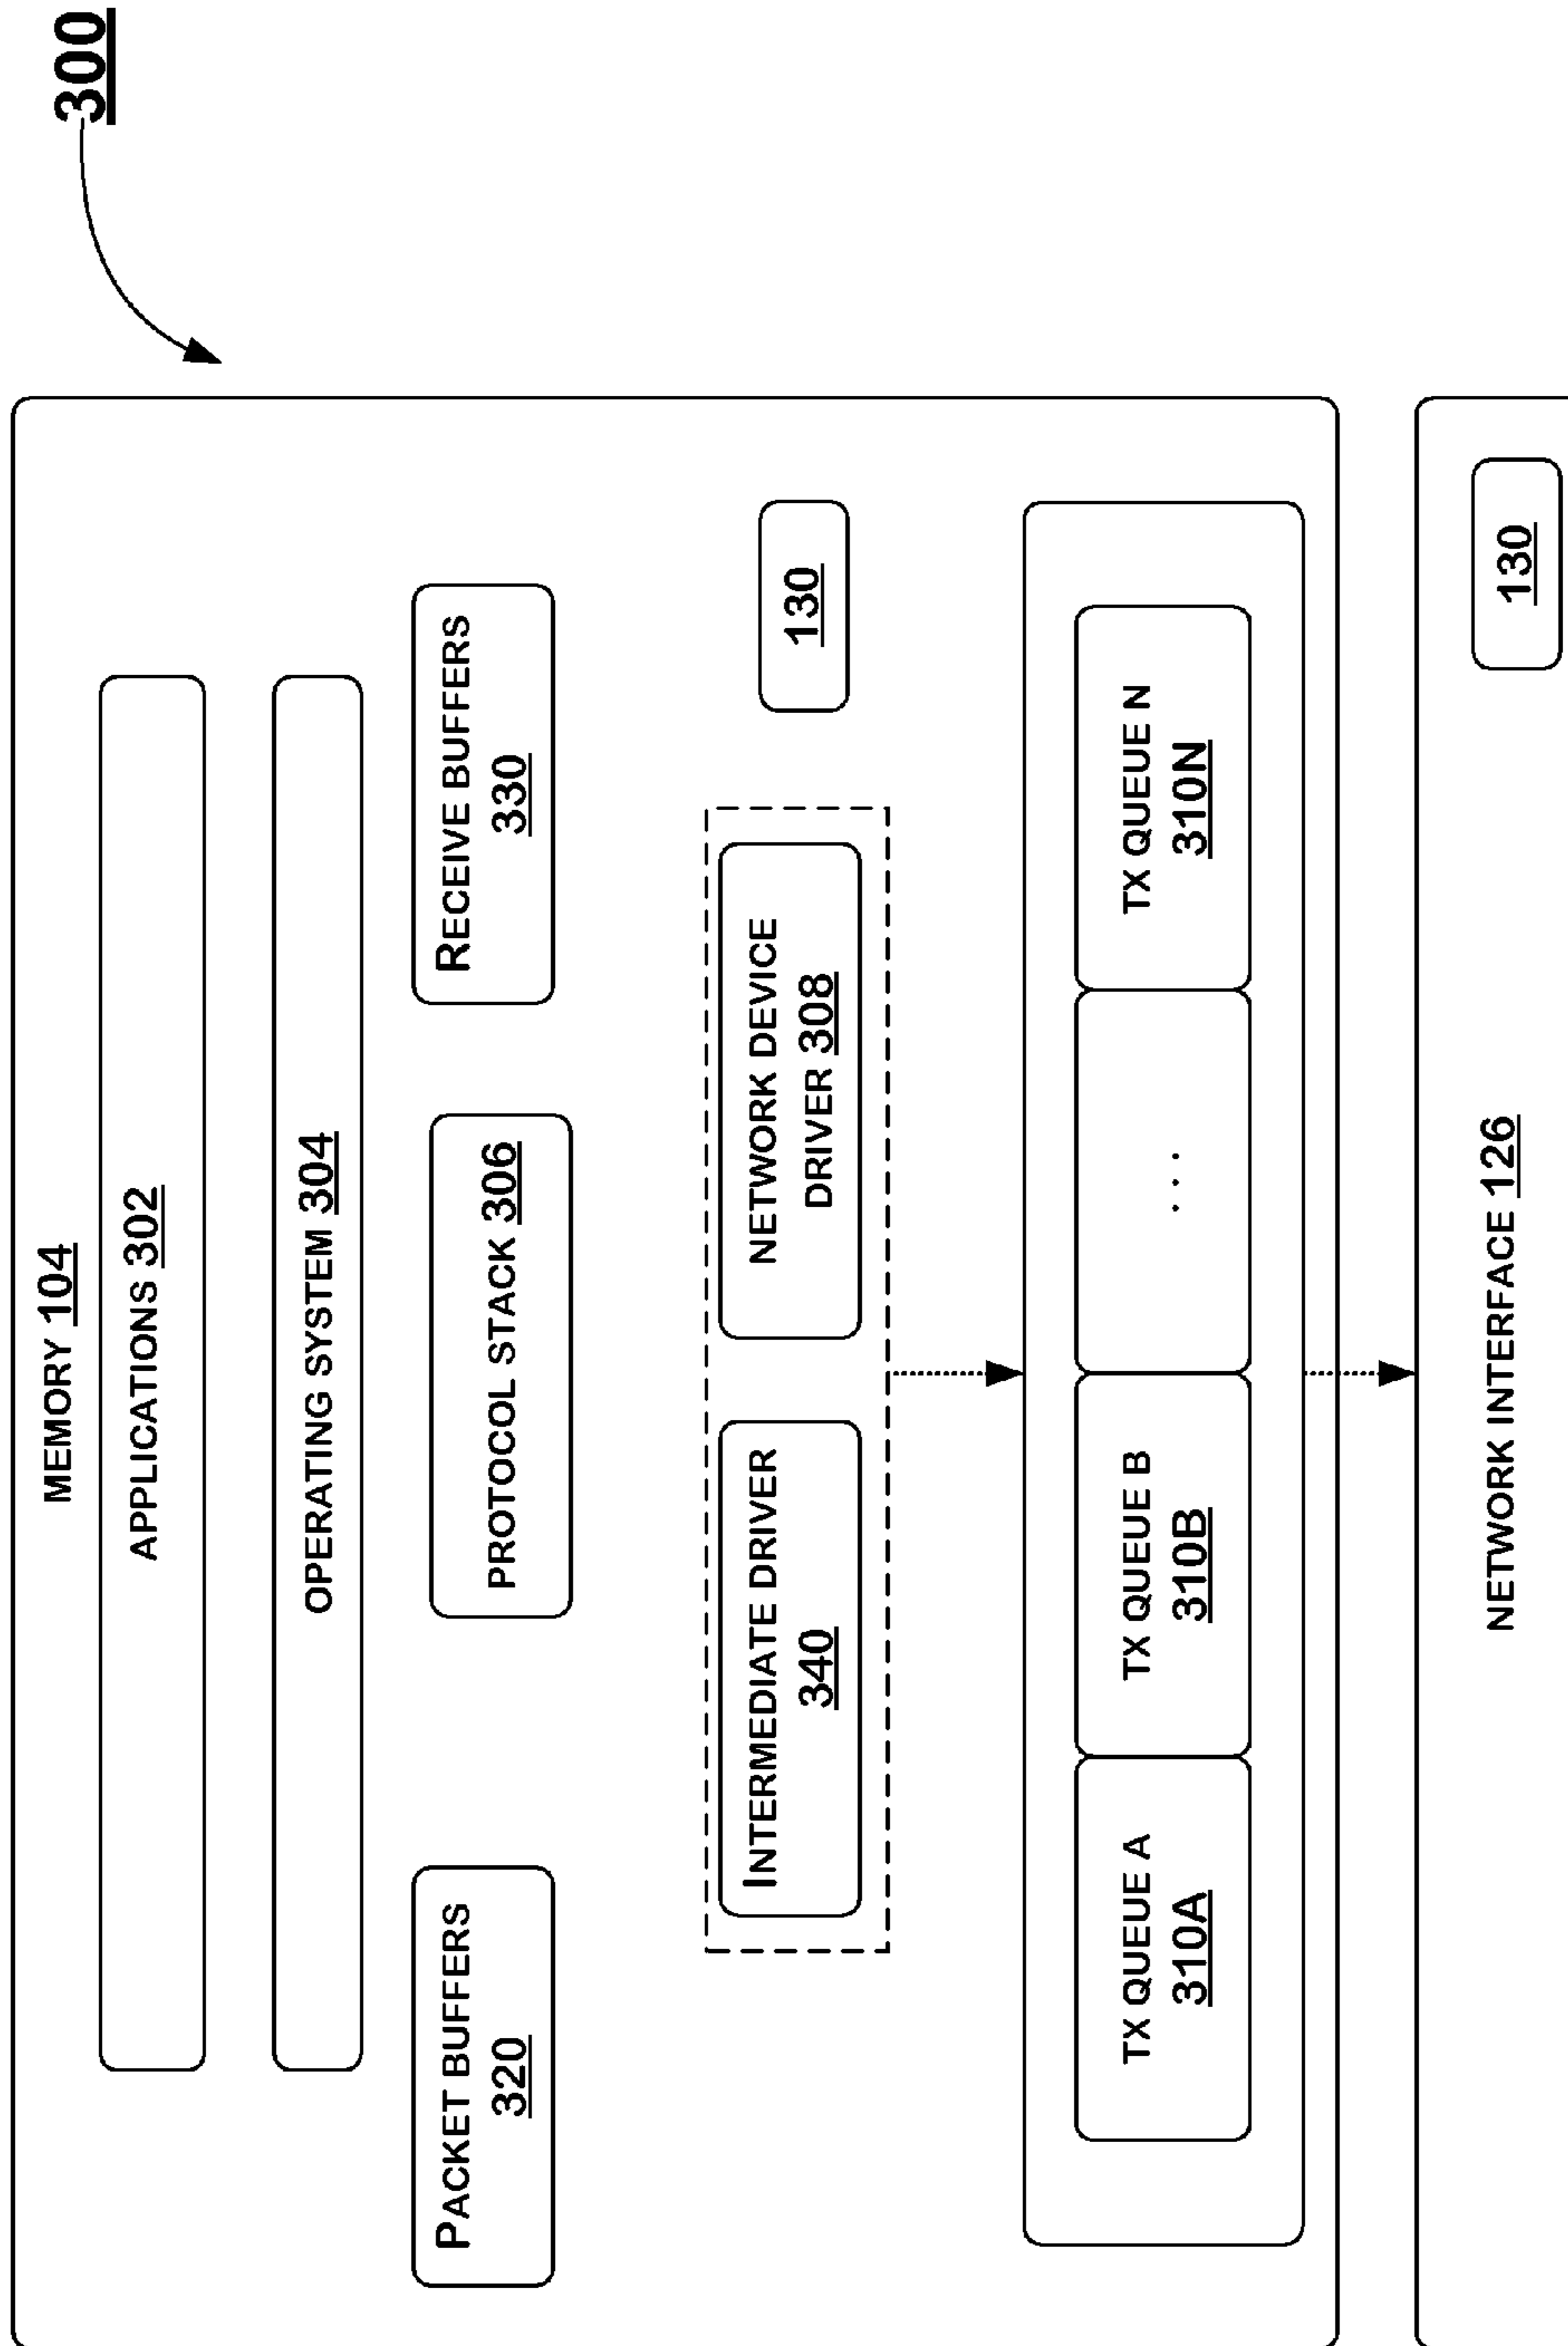 300
MEMORY 104
APPLICATIONS 302
OPERATING SYSTEM 304
PACKET BUFFERS
320
PROTOCOL STACK 306
RECEIVE BUFFERS
330
INTERMEDIATE DRIVER
340
NETWORK DEVICE
DRIVER 308
130
TX QUEUE A
310A
TX QUEUE B
310B
...
TX QUEUE N
310N
NETWORK INTERFACE 126
130